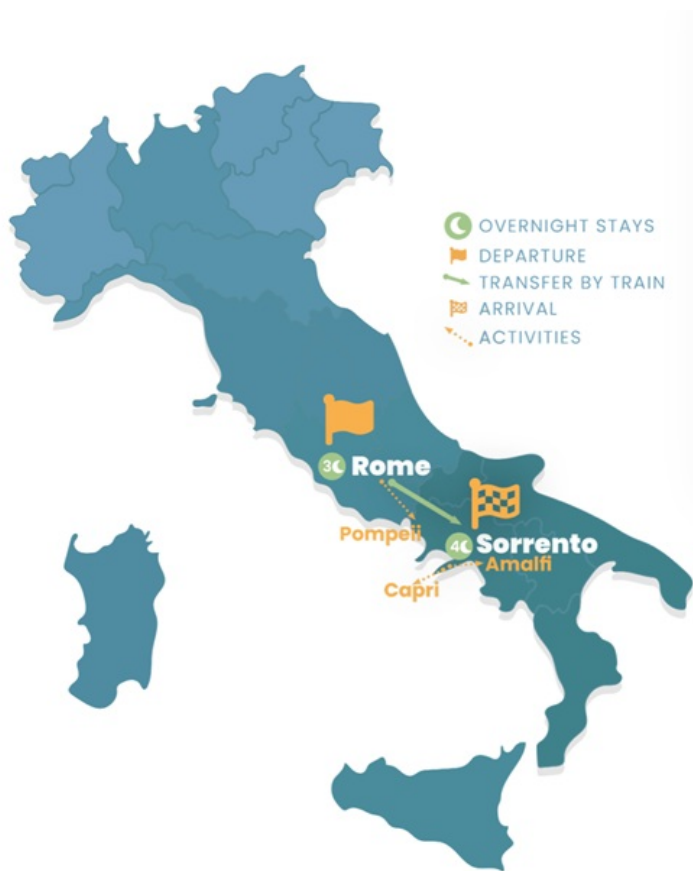 OVERNIGHT STAYS
DEPARTURE
TRANSFER BY TRAIN
ARRIVAL
ACTIVITIES
3 Rome
Pompeii
4 Sorrento
Amalfi
Capri